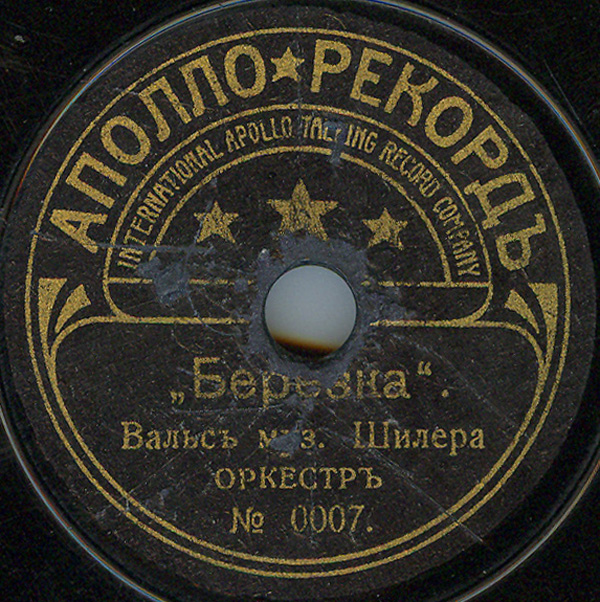 АПОЛЛО★РЕКОРДЪ
INTERNATIONAL APOLLO TALKING RECORD COMPANY
„Березка“.
Вальсъ муз. Шилера
ОРКЕСТРЪ
№ 0007.